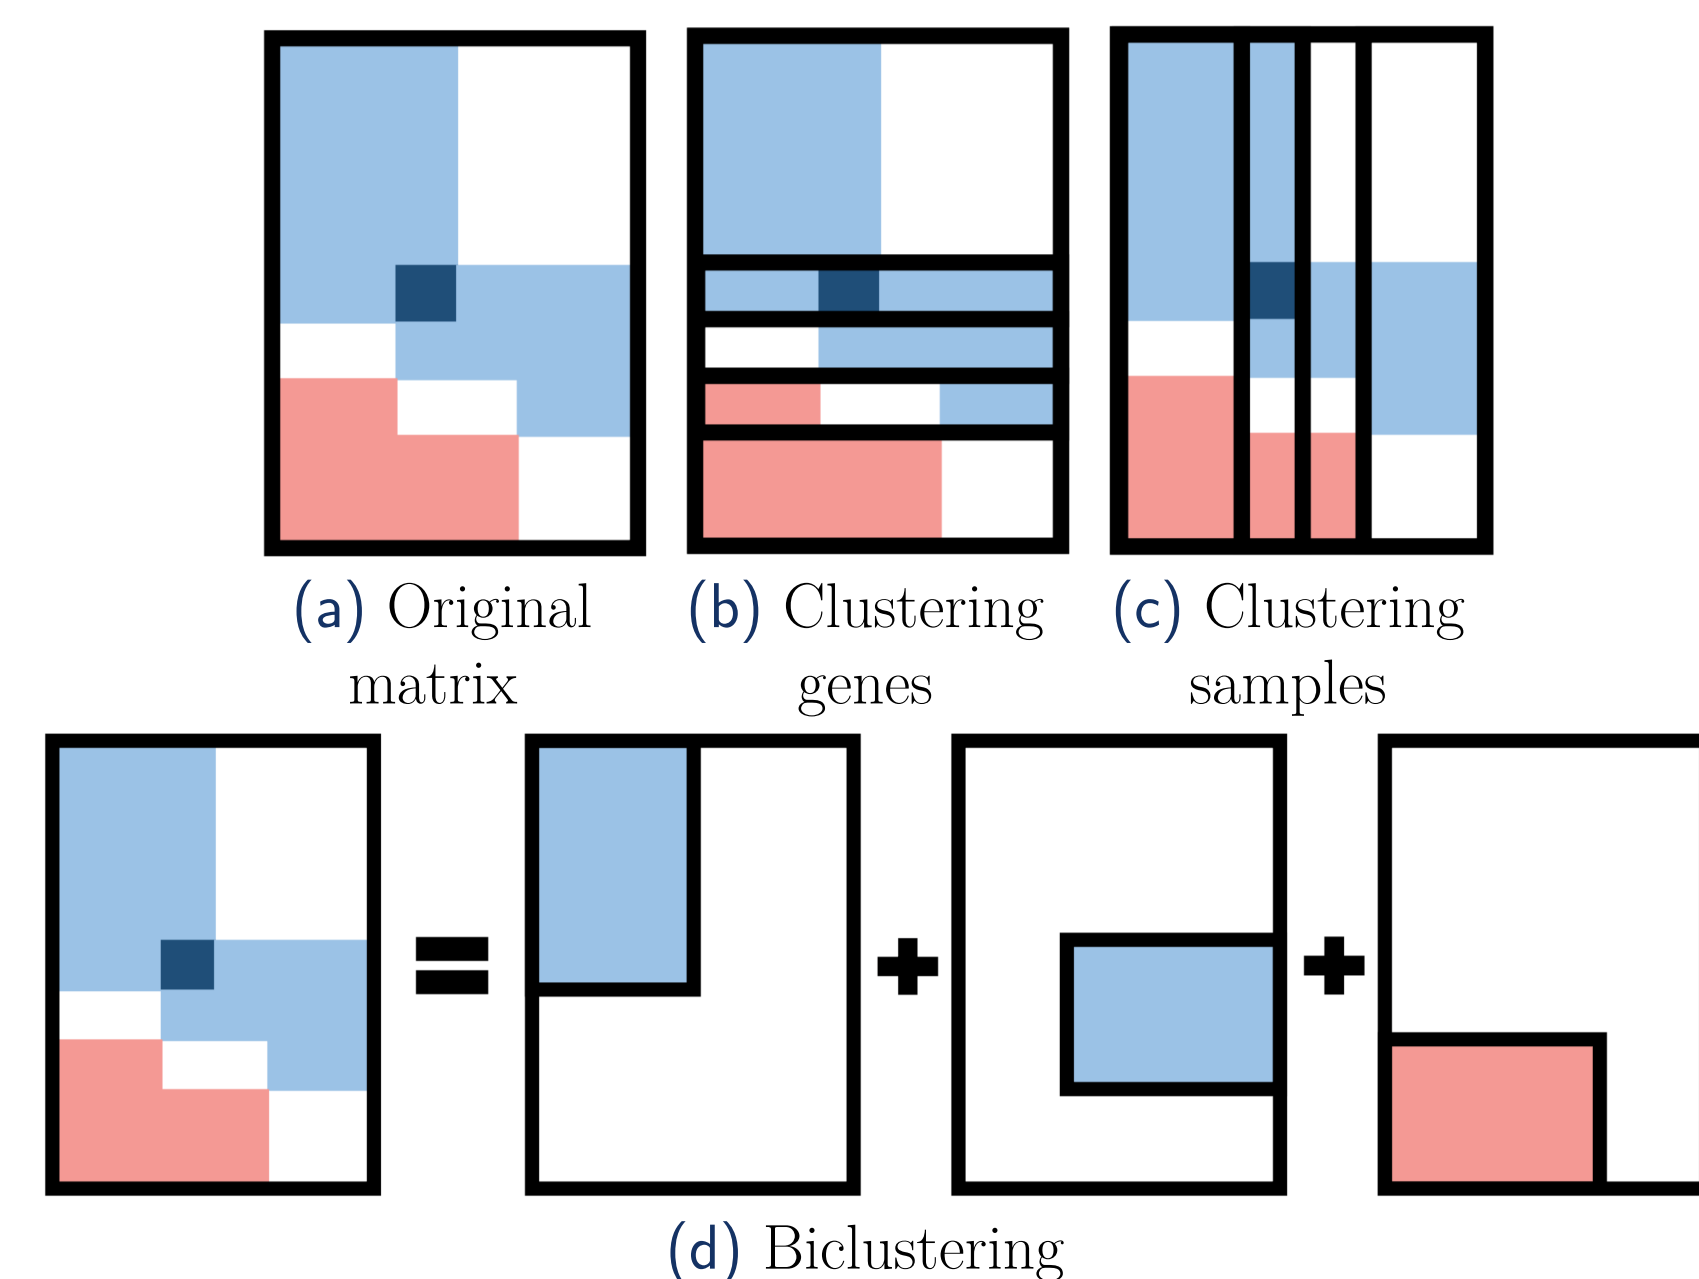 (a) Original matrix
(b) Clustering genes
(c) Clustering samples
(d) Biclustering